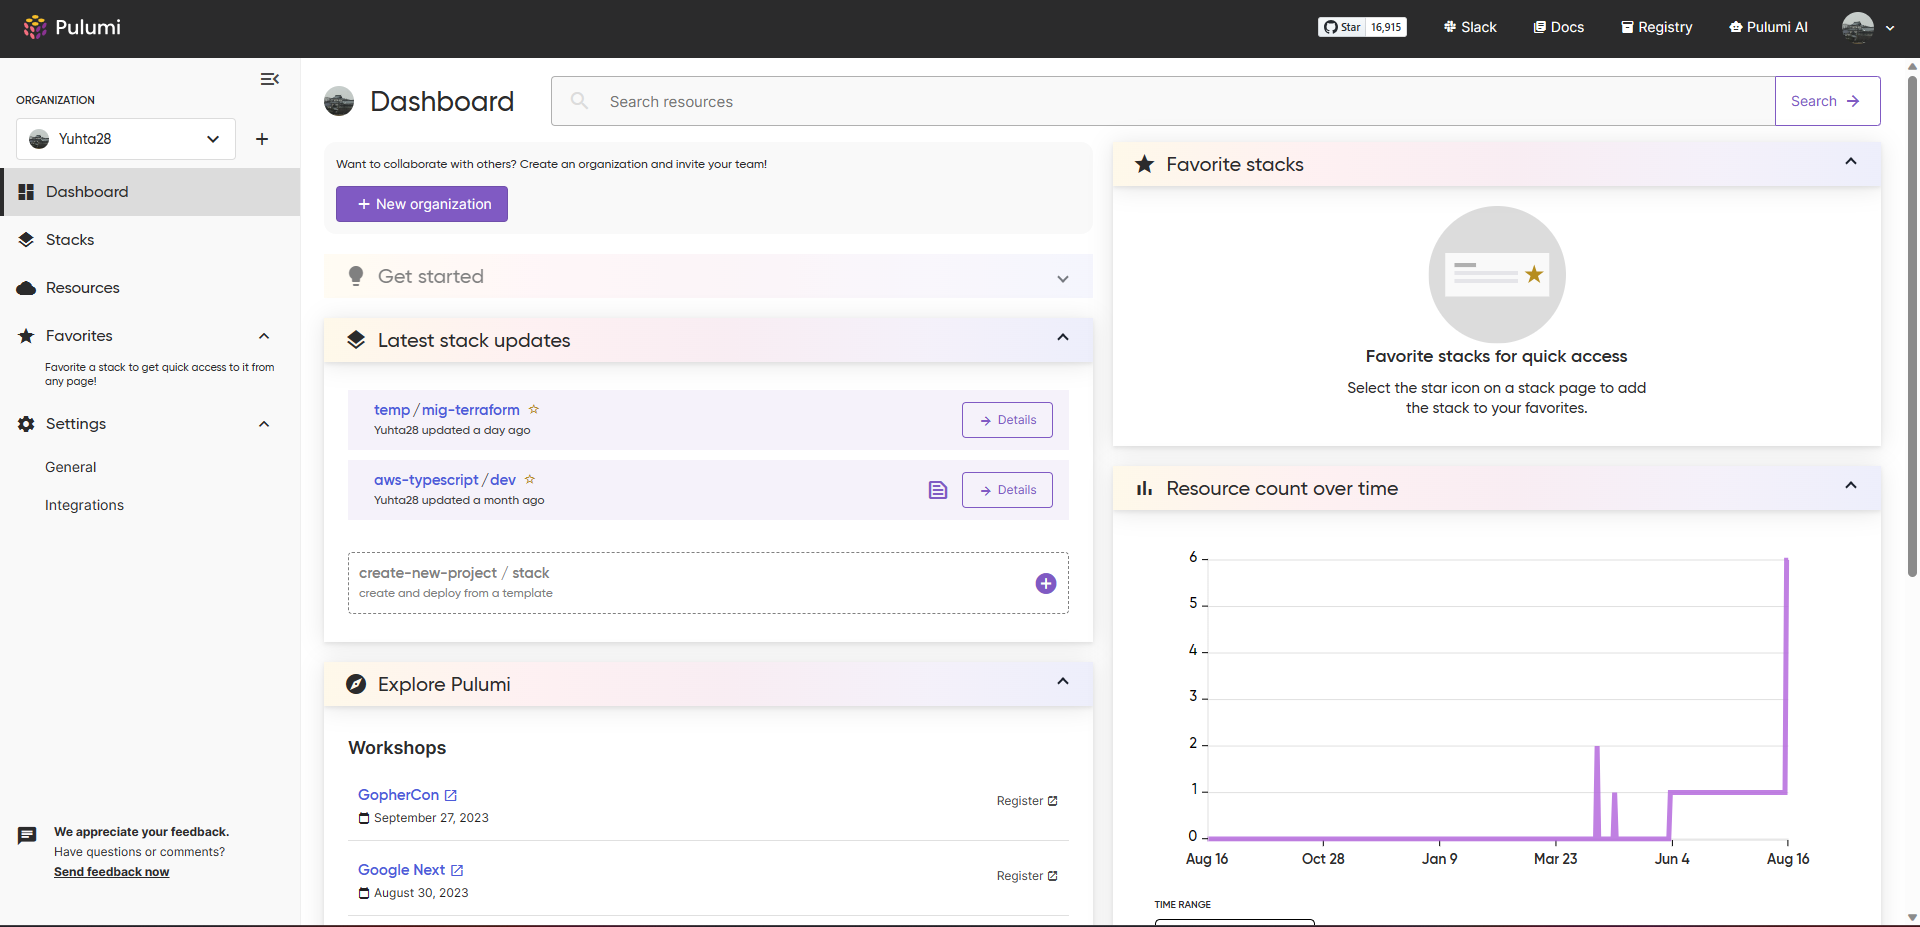 Pulumi
Star 16,915
Slack
Docs
Registry
Pulumi AI
ORGANIZATION
Yuhta28
Dashboard
Stacks
Resources
Favorites
Favorite a stack to get quick access to it from
any page!
Settings
General
Integrations
We appreciate your feedback.
Have questions or comments?
Send feedback now
Dashboard
Search resources
Search
Want to collaborate with others? Create an organization and invite your team!
New organization
Get started
Latest stack updates
temp / mig-terraform
Yuhta28 updated a day ago
Details
aws-typescript / dev
Yuhta28 updated a month ago
Details
create-new-project / stack
create and deploy from a template
Explore Pulumi
Workshops
GopherCon
September 27, 2023
Register
Google Next
August 30, 2023
Register
Favorite stacks
Favorite stacks for quick access
Select the star icon on a stack page to add
the stack to your favorites.
Resource count over time
6
5
4
3
2
1
0
Aug 16 Oct 28 Jan 9 Mar 23 Jun 4 Aug 16
TIME RANGE